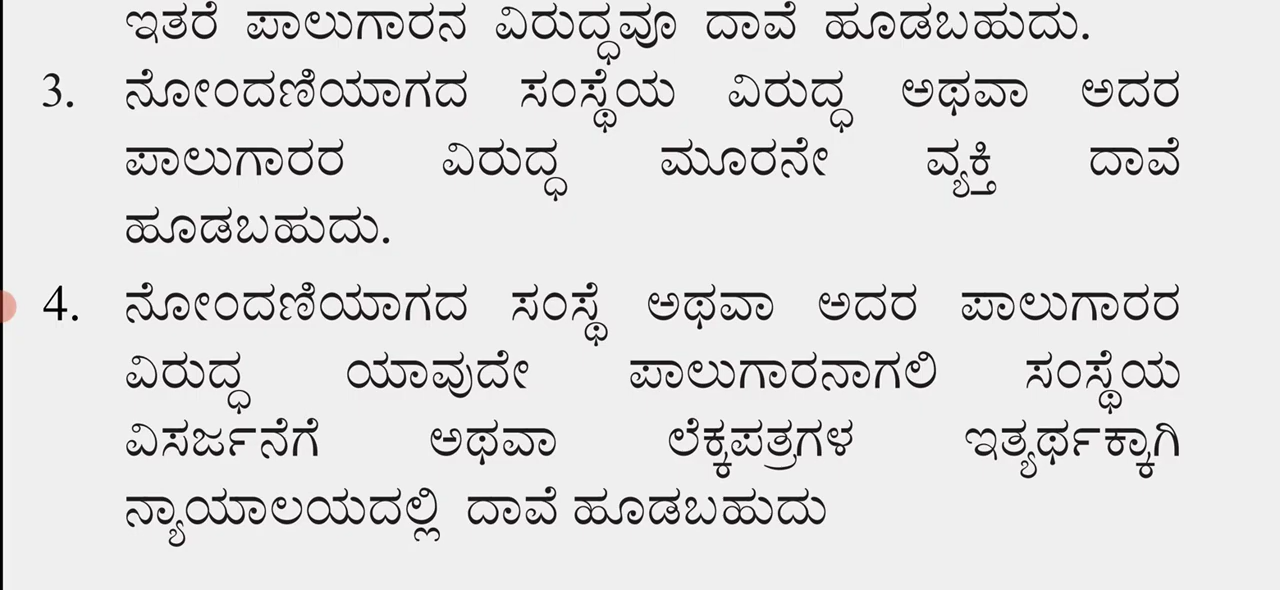 ಇತರೆ ಪಾಲುಗಾರನ ವಿರುದ್ಧವೂ ದಾವೆ ಹೂಡಬಹುದು.
3. ನೋಂದಣಿಯಾಗದ ಸಂಸ್ಥೆಯ ವಿರುದ್ಧ ಅಥವಾ ಅದರ
ಪಾಲುಗಾರರ ವಿರುದ್ಧ ಮೂರನೇ ವ್ಯಕ್ತಿ ದಾವೆ
ಹೂಡಬಹುದು.
4. ನೋಂದಣಿಯಾಗದ ಸಂಸ್ಥೆ ಅಥವಾ ಅದರ ಪಾಲುಗಾರರ
ವಿರುದ್ಧ ಯಾವುದೇ ಪಾಲುಗಾರನಾಗಲಿ ಸಂಸ್ಥೆಯ
ವಿಸರ್ಜನೆಗೆ ಅಥವಾ ಲೆಕ್ಕಪತ್ರಗಳ ಇತ್ಯರ್ಥಕ್ಕಾಗಿ
ನ್ಯಾಯಾಲಯದಲ್ಲಿ ದಾವೆ ಹೂಡಬಹುದು